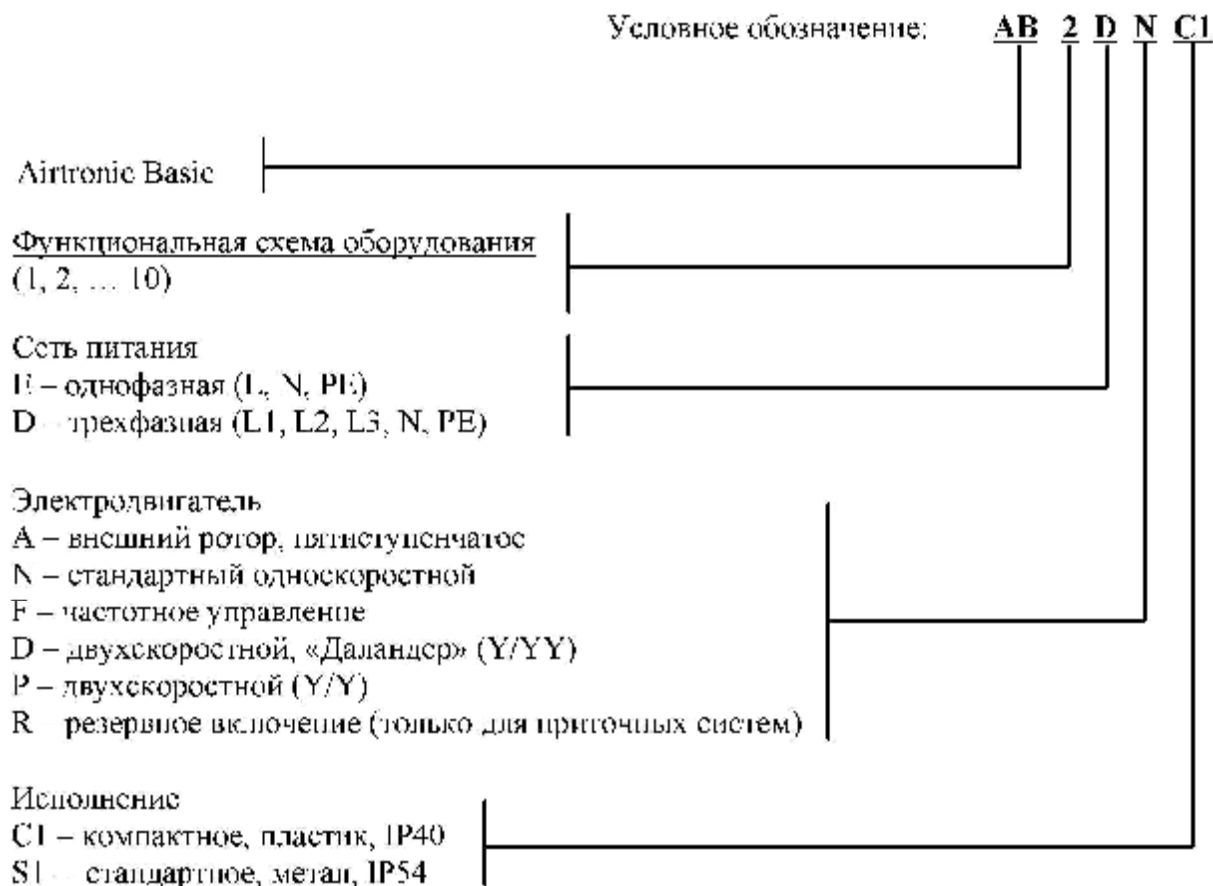 Условное обозначение: AB 2 D N C1
Airtronic Basic
Функциональная схема оборудования
(1, 2, … 10)
Сеть питания
E – однофазная (L, N, PE)
D – трехфазная (L1, L2, L3, N, PE)
Электродвигатель
A – внешний ротор, пятиступенчатое
N – стандартный односкоростной
F – частотное управление
D – двухскоростной, «Даландер» (Y/YY)
P – двухскоростной (Y/Y)
R – резервное включение (только для приточных систем)
Исполнение
C1 – компактное, пластик, IP40
S1 – стандартное, метал, IP54